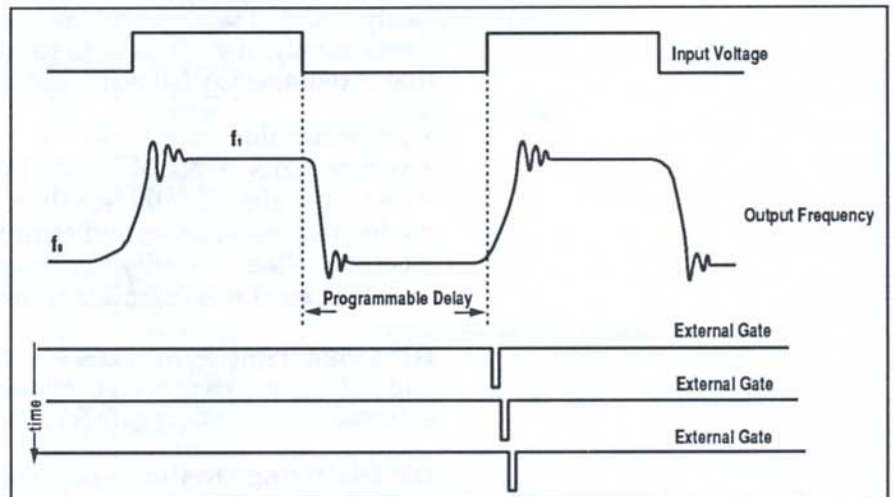 Input Voltage
f₁
Output Frequency
f₀
Programmable Delay
External Gate
External Gate
External Gate
time